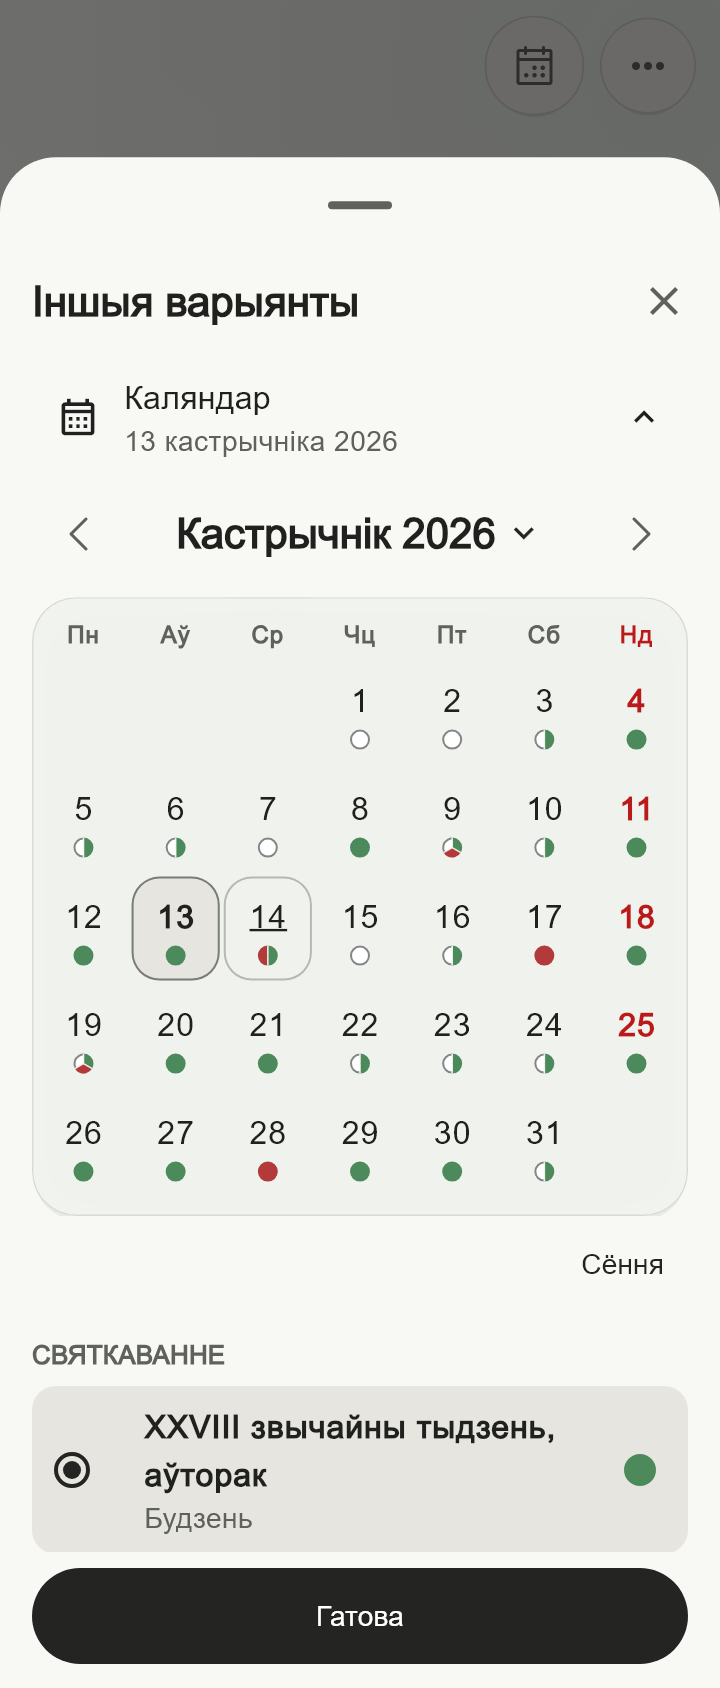 Іншыя варыянты
Каляндар
13 кастрычніка 2026
Кастрычнік 2026
Пн Аў Ср Чц Пт Сб Нд
1 2 3 4
5 6 7 8 9 10 11
12 13 14 15 16 17 18
19 20 21 22 23 24 25
26 27 28 29 30 31
Сёння
СВЯТКАВАННЕ
XXVIII звычайны тыдзень,
аўторак
Будзень
Гатова